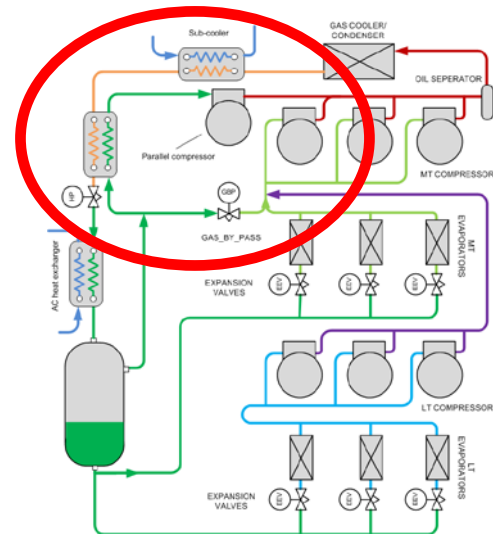 Sub-cooler
GAS COOLER/
CONDENSER
OIL SEPERATOR
Parallel compressor
MT COMPRESSOR
HP
GBP
GAS_BY_PASS
MT
EVAPORATORS
EXPANSION
VALVES
AC heat exchanger
LT COMPRESSOR
LT
EVAPORATORS
EXPANSION
VALVES